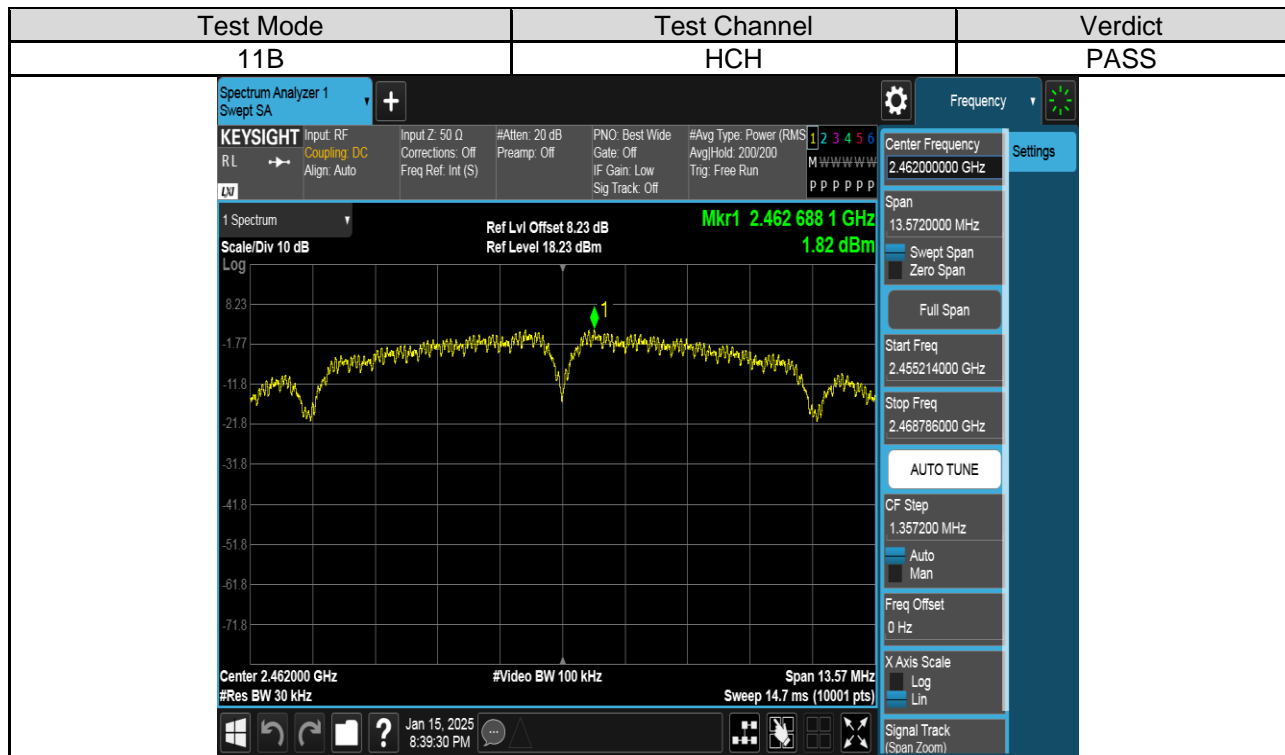 Test Mode Test Channel Verdict
11B HCH PASS
Spectrum Analyzer 1
Swept SA
+
Frequency
KEYSIGHT
RL
LXI
Input: RF
Coupling: DC
Align: Auto
Input Z: 50 Ω
Corrections: Off
Freq Ref: Int (S)
#Atten: 20 dB
Preamp: Off
PNO: Best Wide
Gate: Off
IF Gain: Low
Sig Track: Off
#Avg Type: Power (RMS
Avg|Hold: 200/200
Trig: Free Run
1 2 3 4 5 6
M W W W W W
P P P P P P
1 Spectrum
Scale/Div 10 dB
Log
Ref Lvl Offset 8.23 dB
Ref Level 18.23 dBm
Mkr1 2.462 688 1 GHz
1.82 dBm
1
8.23
-1.77
-11.8
-21.8
-31.8
-41.8
-51.8
-61.8
-71.8
Center 2.462000 GHz
#Res BW 30 kHz
#Video BW 100 kHz
Span 13.57 MHz
Sweep 14.7 ms (10001 pts)
?
Jan 15, 2025
8:39:30 PM
Center Frequency
2.462000000 GHz
Settings
Span
13.5720000 MHz
Swept Span
Zero Span
Full Span
Start Freq
2.455214000 GHz
Stop Freq
2.468786000 GHz
AUTO TUNE
CF Step
1.357200 MHz
Auto
Man
Freq Offset
0 Hz
X Axis Scale
Log
Lin
Signal Track
(Span Zoom)